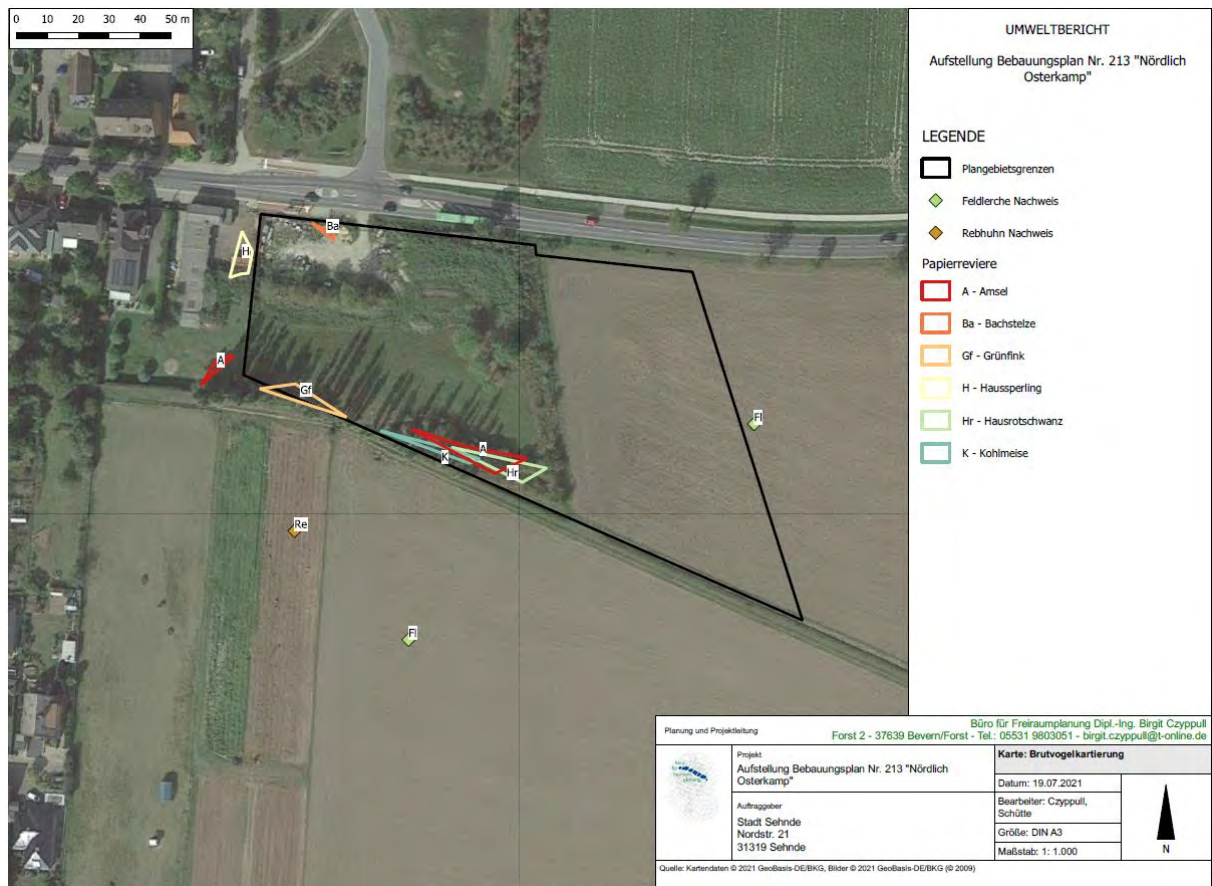 0 10 20 30 40 50 m
UMWELTBERICHT
Aufstellung Bebauungsplan Nr. 213 "Nördlich
Osterkamp"
LEGENDE
Plangebietsgrenzen
Feldlerche Nachweis
Rebhuhn Nachweis
Papierreviere
A - Amsel
Ba - Bachstelze
Gf - Grünfink
H - Haussperling
Hr - Hausrotschwanz
K - Kohlmeise
Ba
H
A
Gf
A
K
Hr
Fl
Re
Fl
Planung und Projektleitung
Büro für Freiraumplanung Dipl.-Ing. Birgit Czyppull
Forst 2 - 37639 Bevern/Forst - Tel.: 05531 9803051 - birgit.czyppull@t-online.de
Projekt
Aufstellung Bebauungsplan Nr. 213 "Nördlich
Osterkamp"
Auftraggeber
Stadt Sehnde
Nordstr. 21
31319 Sehnde
Karte: Brutvogelkartierung
Datum: 19.07.2021
Bearbeiter: Czyppull,
Schütte
Größe: DIN A3
Maßstab: 1: 1.000
N
Quelle: Kartendaten © 2021 GeoBasis-DE/BKG, Bilder © 2021 GeoBasis-DE/BKG (© 2009)